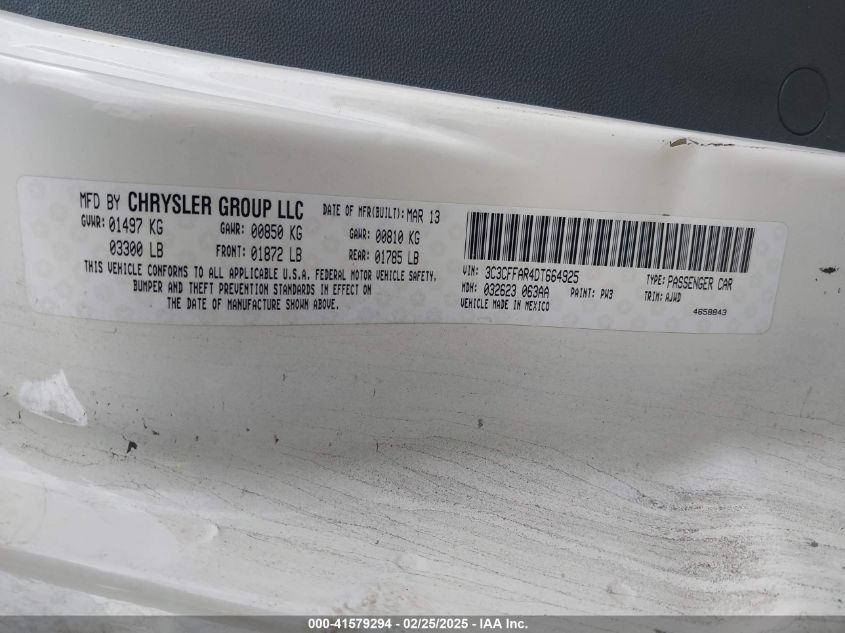 MFD BY CHRYSLER GROUP LLC DATE OF MFR(BUILT): MAR 13
GVWR: 01497 KG GAWR: 00850 KG GAWR: 00810 KG
03300 LB FRONT: 01872 LB REAR: 01785 LB
THIS VEHICLE CONFORMS TO ALL APPLICABLE U.S.A. FEDERAL MOTOR VEHICLE SAFETY,
BUMPER AND THEFT PREVENTION STANDARDS IN EFFECT ON
THE DATE OF MANUFACTURE SHOWN ABOVE.
VIN: 3C3CFFAR4DT664925 TYPE: PASSENGER CAR
MDH: 032623 063AA PAINT: PW3 TRIM: AJWD
VEHICLE MADE IN MEXICO
4658843
000-41579294 - 02/25/2025 - IAA Inc.